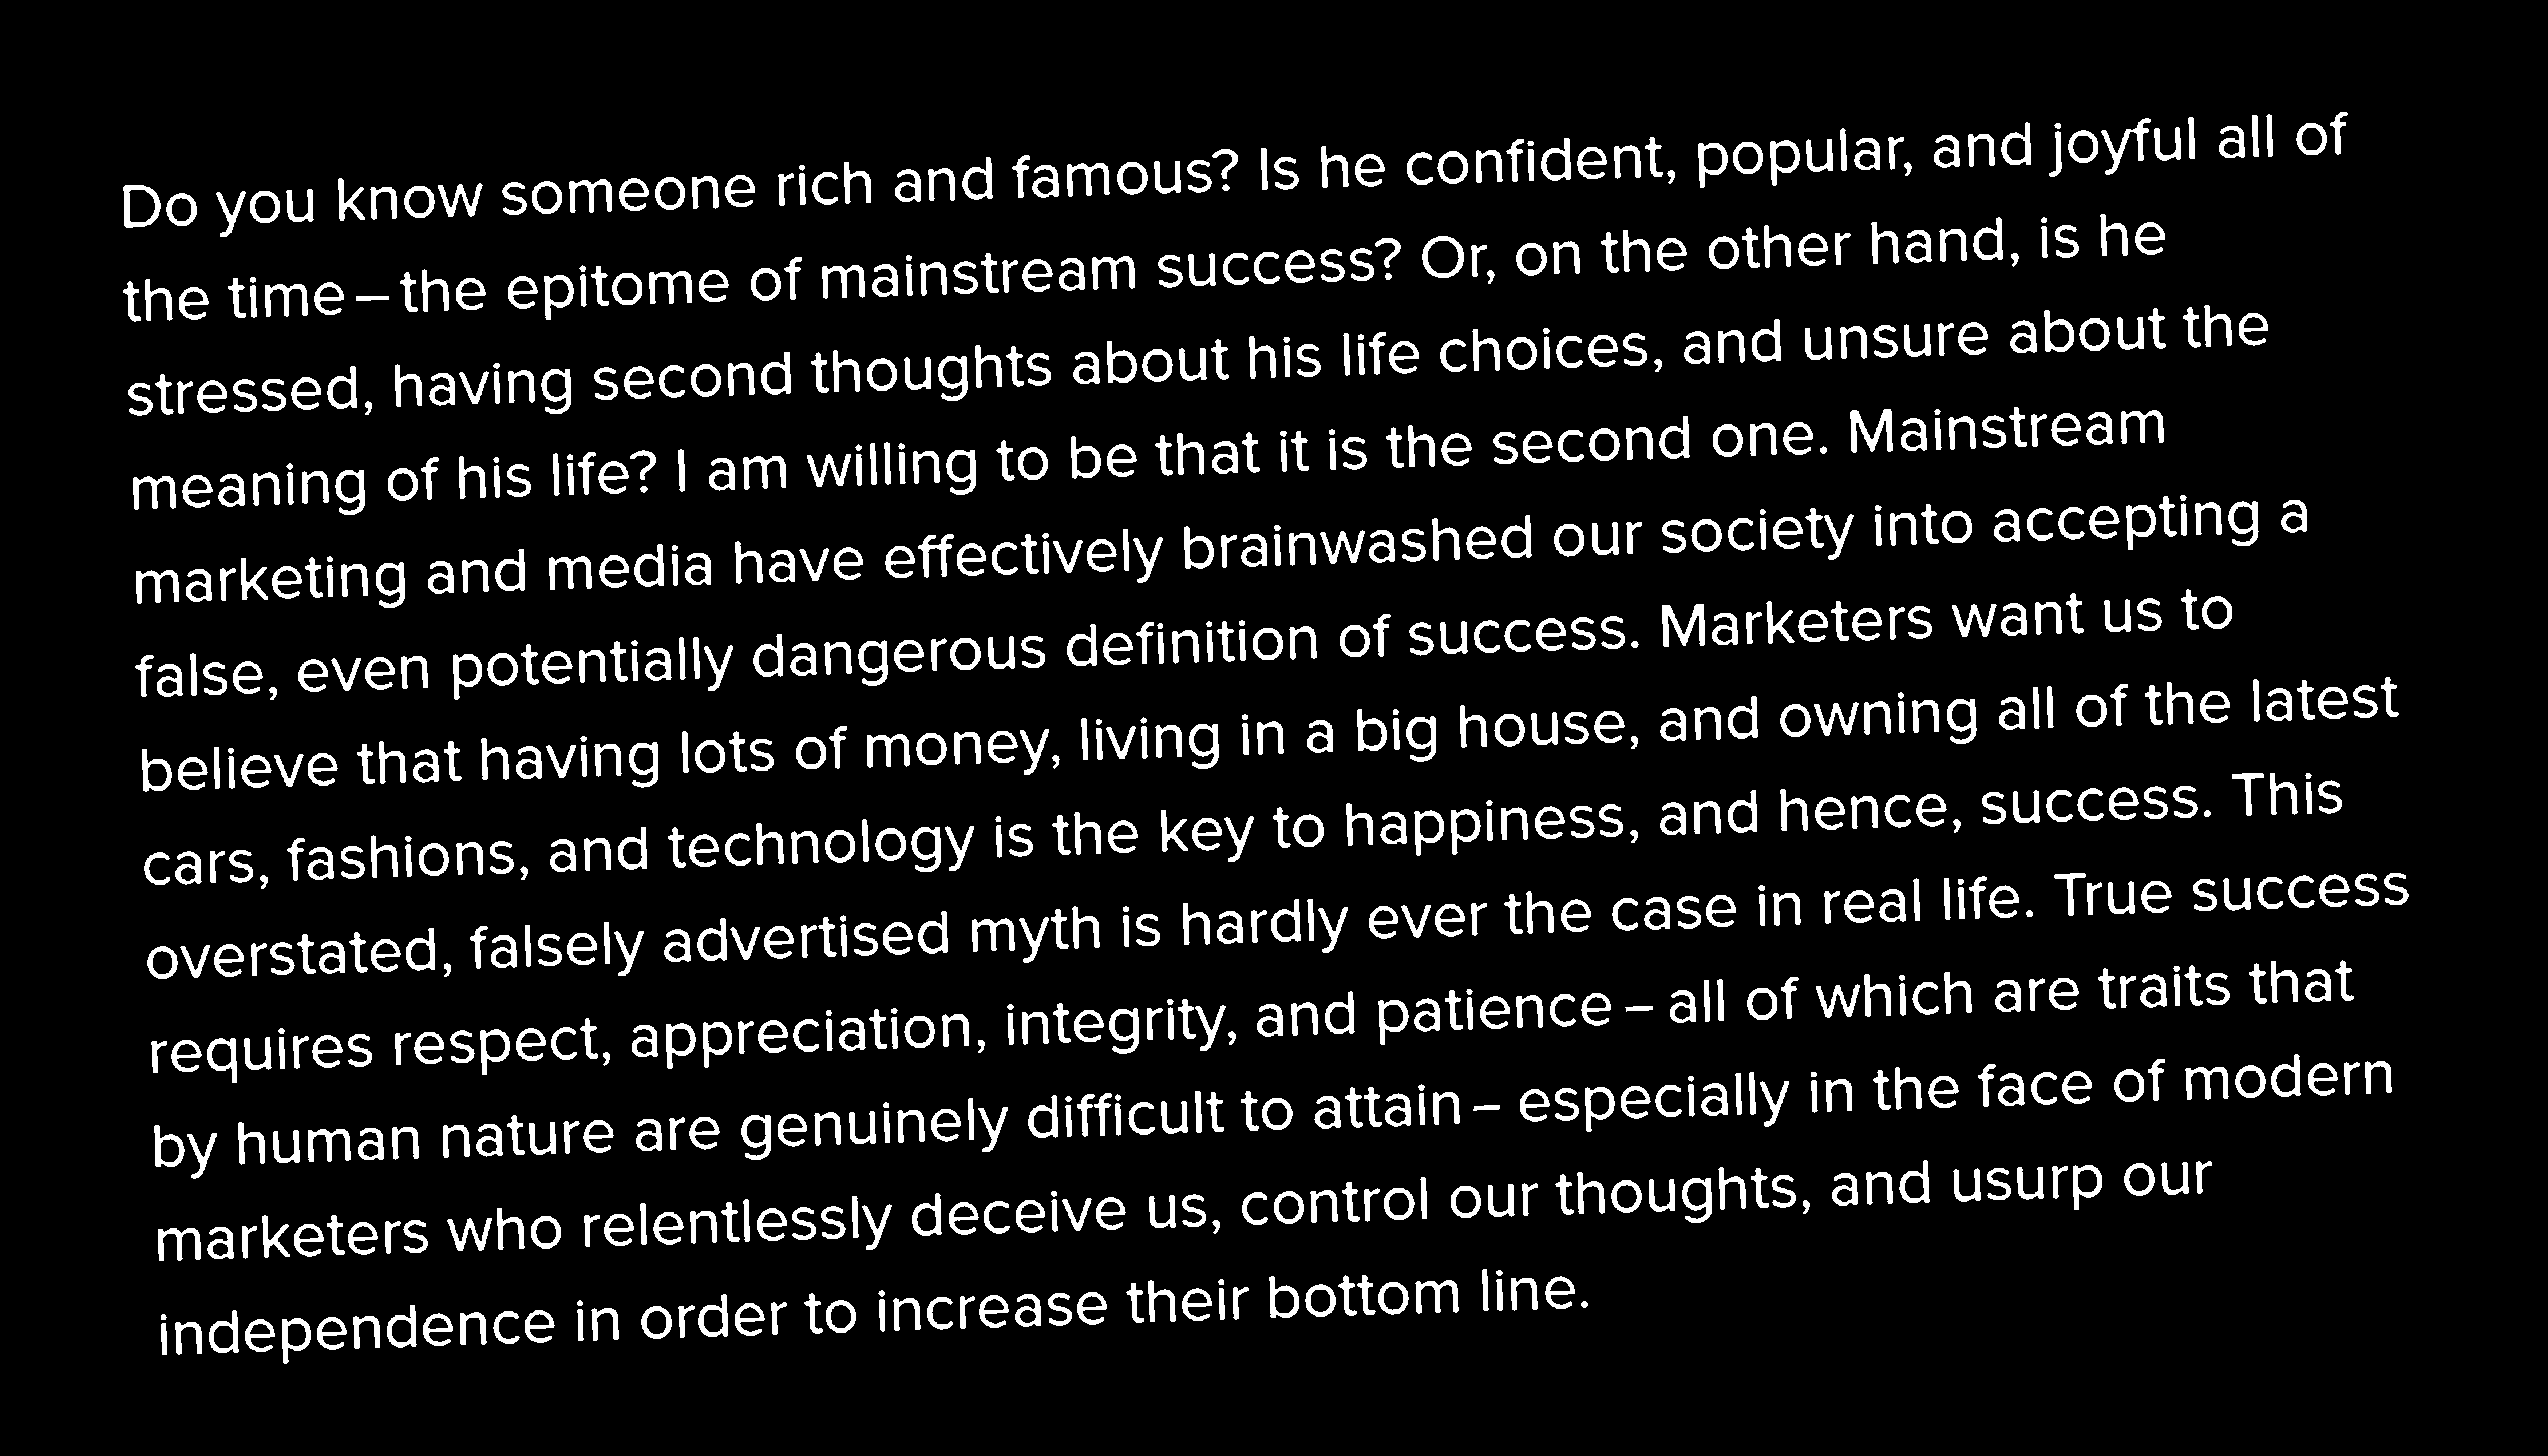 Do you know someone rich and famous? Is he confident, popular, and joyful all of
the time – the epitome of mainstream success? Or, on the other hand, is he
stressed, having second thoughts about his life choices, and unsure about the
meaning of his life? I am willing to be that it is the second one. Mainstream
marketing and media have effectively brainwashed our society into accepting a
false, even potentially dangerous definition of success. Marketers want us to
believe that having lots of money, living in a big house, and owning all of the latest
cars, fashions, and technology is the key to happiness, and hence, success. This
overstated, falsely advertised myth is hardly ever the case in real life. True success
requires respect, appreciation, integrity, and patience – all of which are traits that
by human nature are genuinely difficult to attain – especially in the face of modern
marketers who relentlessly deceive us, control our thoughts, and usurp our
independence in order to increase their bottom line.